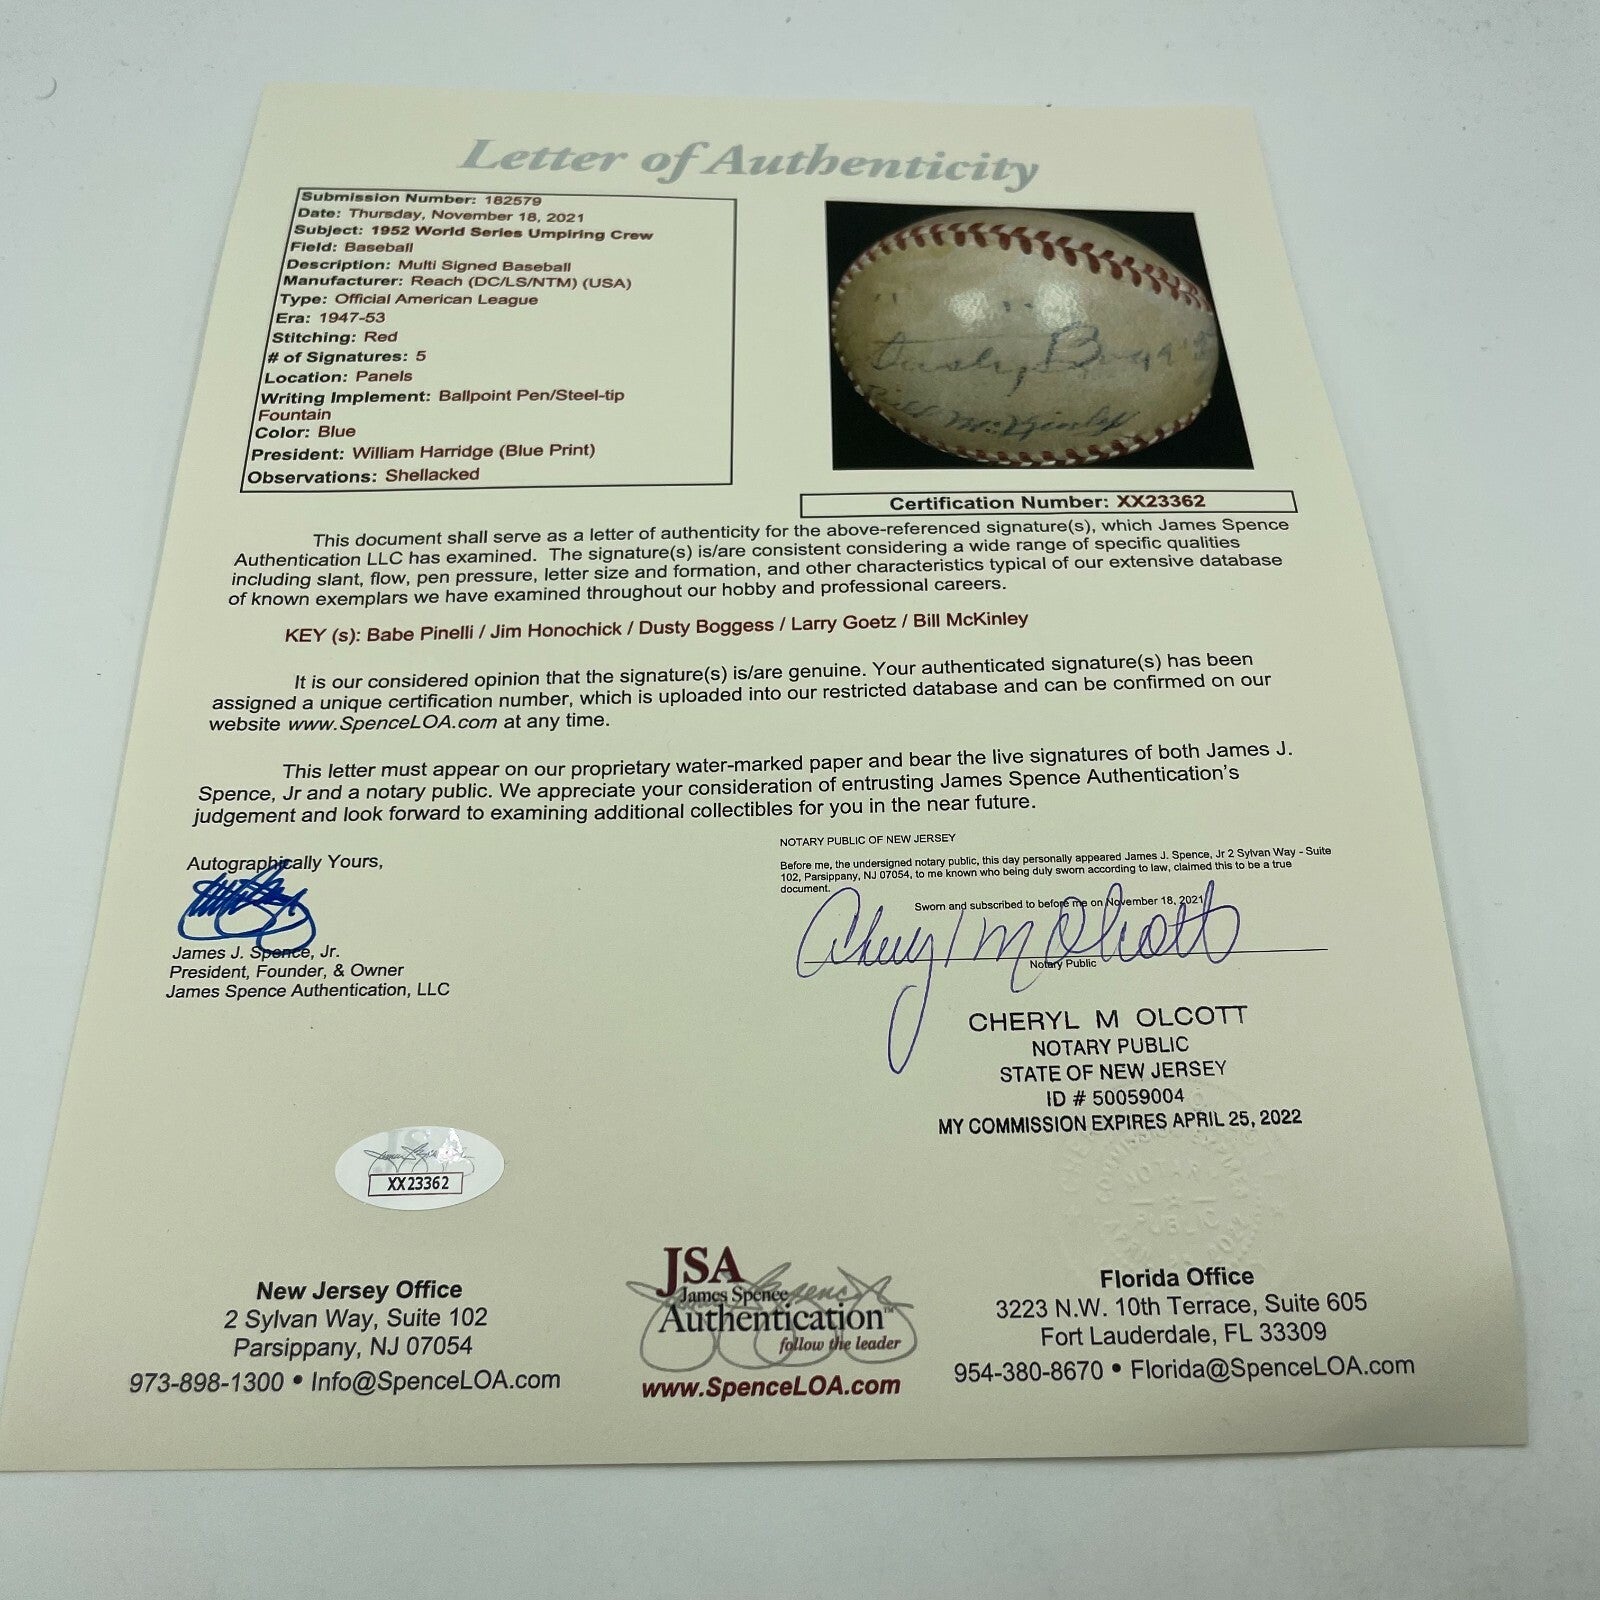 Letter of Authenticity
Submission Number: 182579
Date: Thursday, November 18, 2021
Subject: 1952 World Series Umpiring Crew
Field: Baseball
Description: Multi Signed Baseball
Manufacturer: Reach (DC/LS/NTM) (USA)
Type: Official American League
Era: 1947-53
Stitching: Red
# of Signatures: 5
Location: Panels
Writing Implement: Ballpoint Pen/Steel-tip
Fountain
Color: Blue
President: William Harridge (Blue Print)
Observations: Shellacked
Bill McKinley
Certification Number: XX23362
This document shall serve as a letter of authenticity for the above-referenced signature(s), which James Spence
Authentication LLC has examined. The signature(s) is/are consistent considering a wide range of specific qualities
including slant, flow, pen pressure, letter size and formation, and other characteristics typical of our extensive database
of known exemplars we have examined throughout our hobby and professional careers.
KEY (s): Babe Pinelli / Jim Honochick / Dusty Boggess / Larry Goetz / Bill McKinley
It is our considered opinion that the signature(s) is/are genuine. Your authenticated signature(s) has been
assigned a unique certification number, which is uploaded into our restricted database and can be confirmed on our
website www.SpenceLOA.com at any time.
This letter must appear on our proprietary water-marked paper and bear the live signatures of both James J.
Spence, Jr and a notary public. We appreciate your consideration of entrusting James Spence Authentication's
judgement and look forward to examining additional collectibles for you in the near future.
Autographically Yours,
James J. Spence, Jr.
President, Founder, & Owner
James Spence Authentication, LLC
NOTARY PUBLIC OF NEW JERSEY
Before me, the undersigned notary public, this day personally appeared James J. Spence, Jr 2 Sylvan Way - Suite
102, Parsippany, NJ 07054, to me known who being duly sworn according to law, claimed this to be a true
document.
Sworn and subscribed to before me on November 18, 2021
Cheryl M Olcott
Notary Public
CHERYL M OLCOTT
NOTARY PUBLIC
STATE OF NEW JERSEY
ID # 50059004
MY COMMISSION EXPIRES APRIL 25, 2022
JSA
XX23362
New Jersey Office
2 Sylvan Way, Suite 102
Parsippany, NJ 07054
973-898-1300 • Info@SpenceLOA.com
JSA
James Spence
Authentication™
follow the leader
www.SpenceLOA.com
Florida Office
3223 N.W. 10th Terrace, Suite 605
Fort Lauderdale, FL 33309
954-380-8670 • Florida@SpenceLOA.com